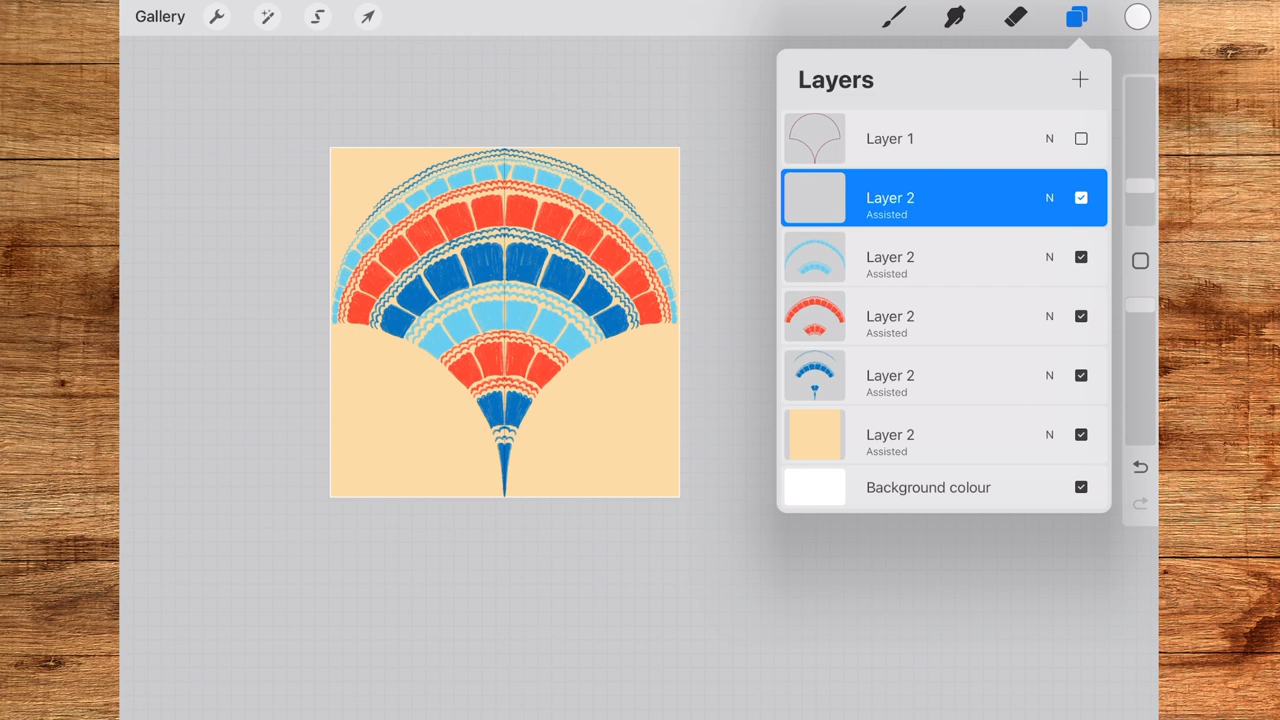 Gallery
Layers
Layer 1 N
Layer 2 N
Assisted
Layer 2 N
Assisted
Layer 2 N
Assisted
Layer 2 N
Assisted
Layer 2 N
Assisted
Background colour